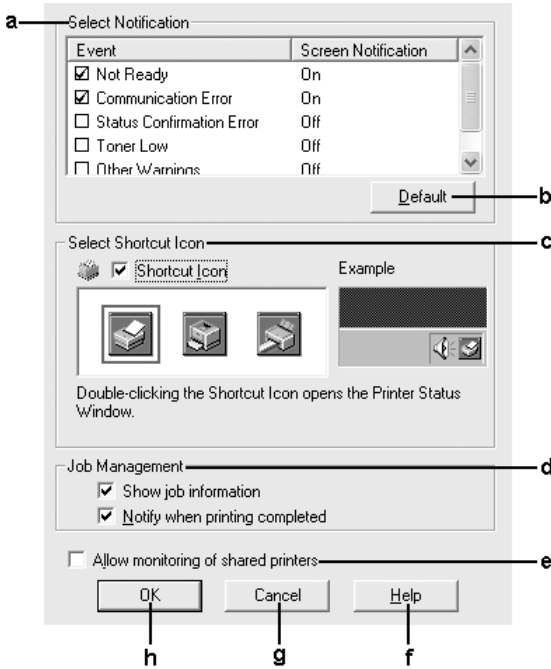 a Select Notification
Event Screen Notification
Not Ready On
Communication Error On
Status Confirmation Error Off
Toner Low Off
Other Warnings Off
Default b
Select Shortcut Icon c
Shortcut Icon Example
Double-clicking the Shortcut Icon opens the Printer Status
Window.
Job Management d
Show job information
Notify when printing completed
Allow monitoring of shared printers e
OK Cancel Help
h g f